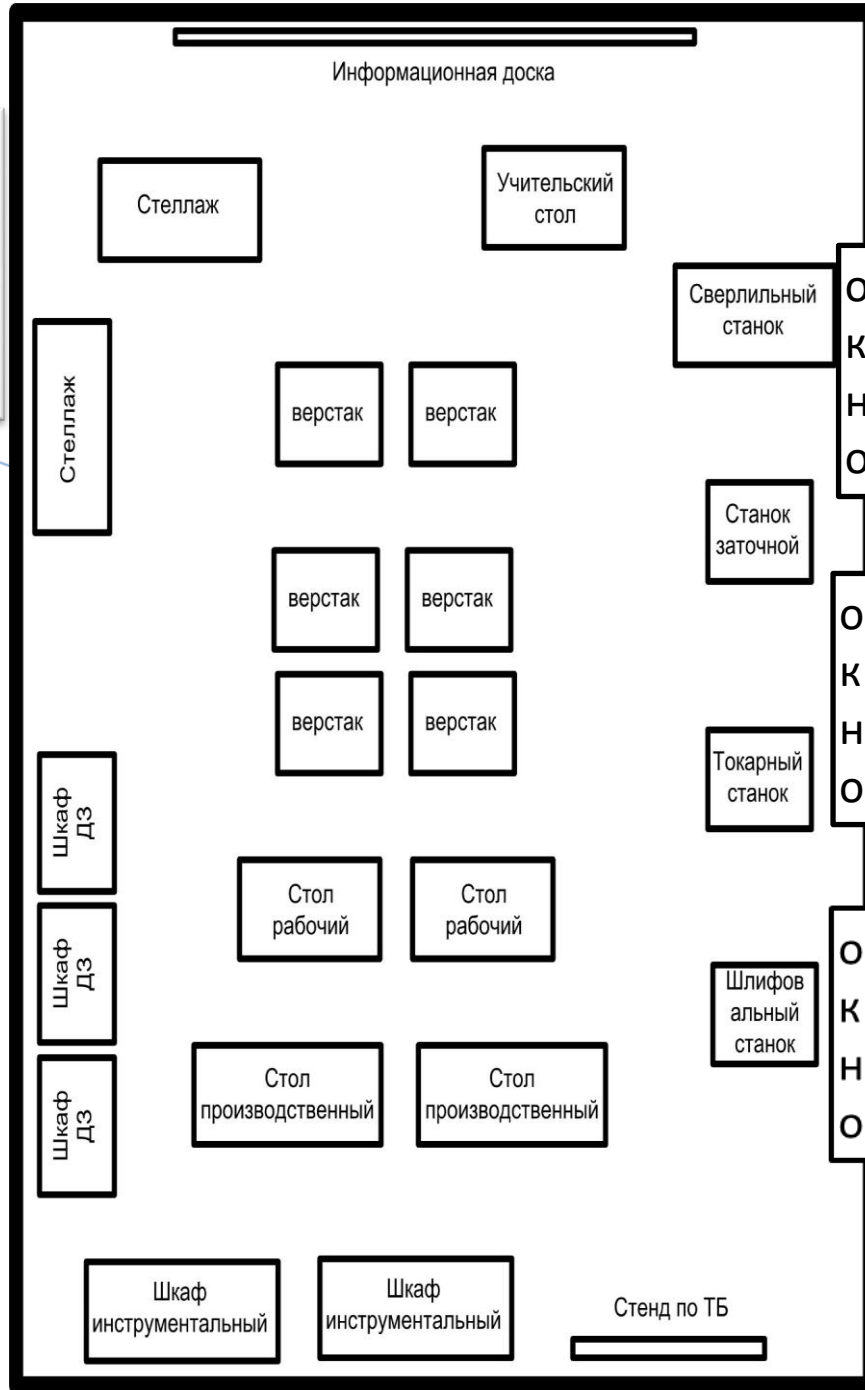 Информационная доска
Стеллаж
Учительский
стол
Сверлильный
станок
о
к
н
о
Стеллаж
верстак
верстак
Станок
заточной
верстак
верстак
о
к
н
о
верстак
верстак
Токарный
станок
Шкаф
ДЗ
Стол
рабочий
Стол
рабочий
Шкаф
ДЗ
о
к
н
о
Шлифов
альный
станок
Стол
производственный
Стол
производственный
Шкаф
ДЗ
Шкаф
инструментальный
Шкаф
инструментальный
Стенд по ТБ